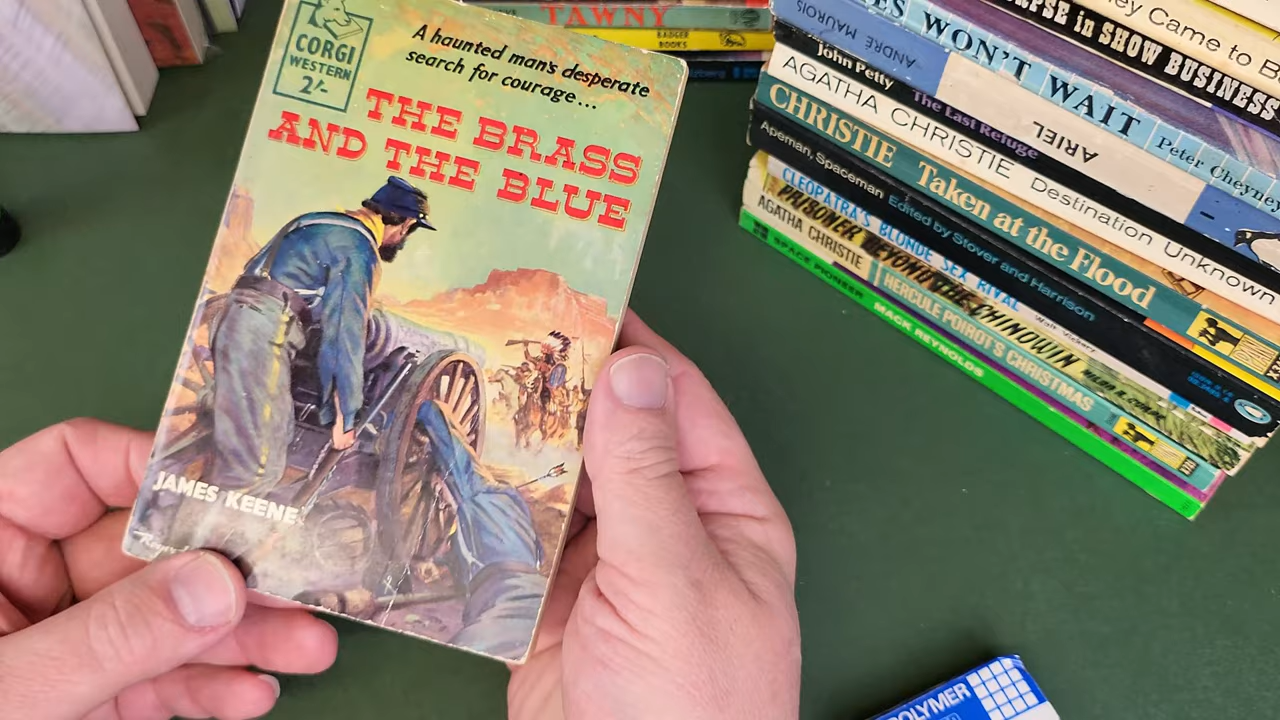 CORGI
WESTERN
2/-
A haunted man's desperate
search for courage...
THE BRASS
AND THE BLUE
JAMES KEENE
TAWNY
BADGER
BOOKS
ey Came to B
RPSE in SHOW BUSINESS
ES WON'T WAIT Peter Cheyney
ANDRE MAUROIS ARIEL
John Petty The Last Refuge
AGATHA CHRISTIE Destination Unknown
CHRISTIE Taken at the Flood
Apeman, Spaceman Edited by Stover and Harrison
CLEOPATRA'S BLONDE SEX RIVAL
PRISONER BEYOND THE CHINDWIN
AGATHA CHRISTIE HERCULE POIROT'S CHRISTMAS
SPACE PIONEER MACK REYNOLDS
POLYMER